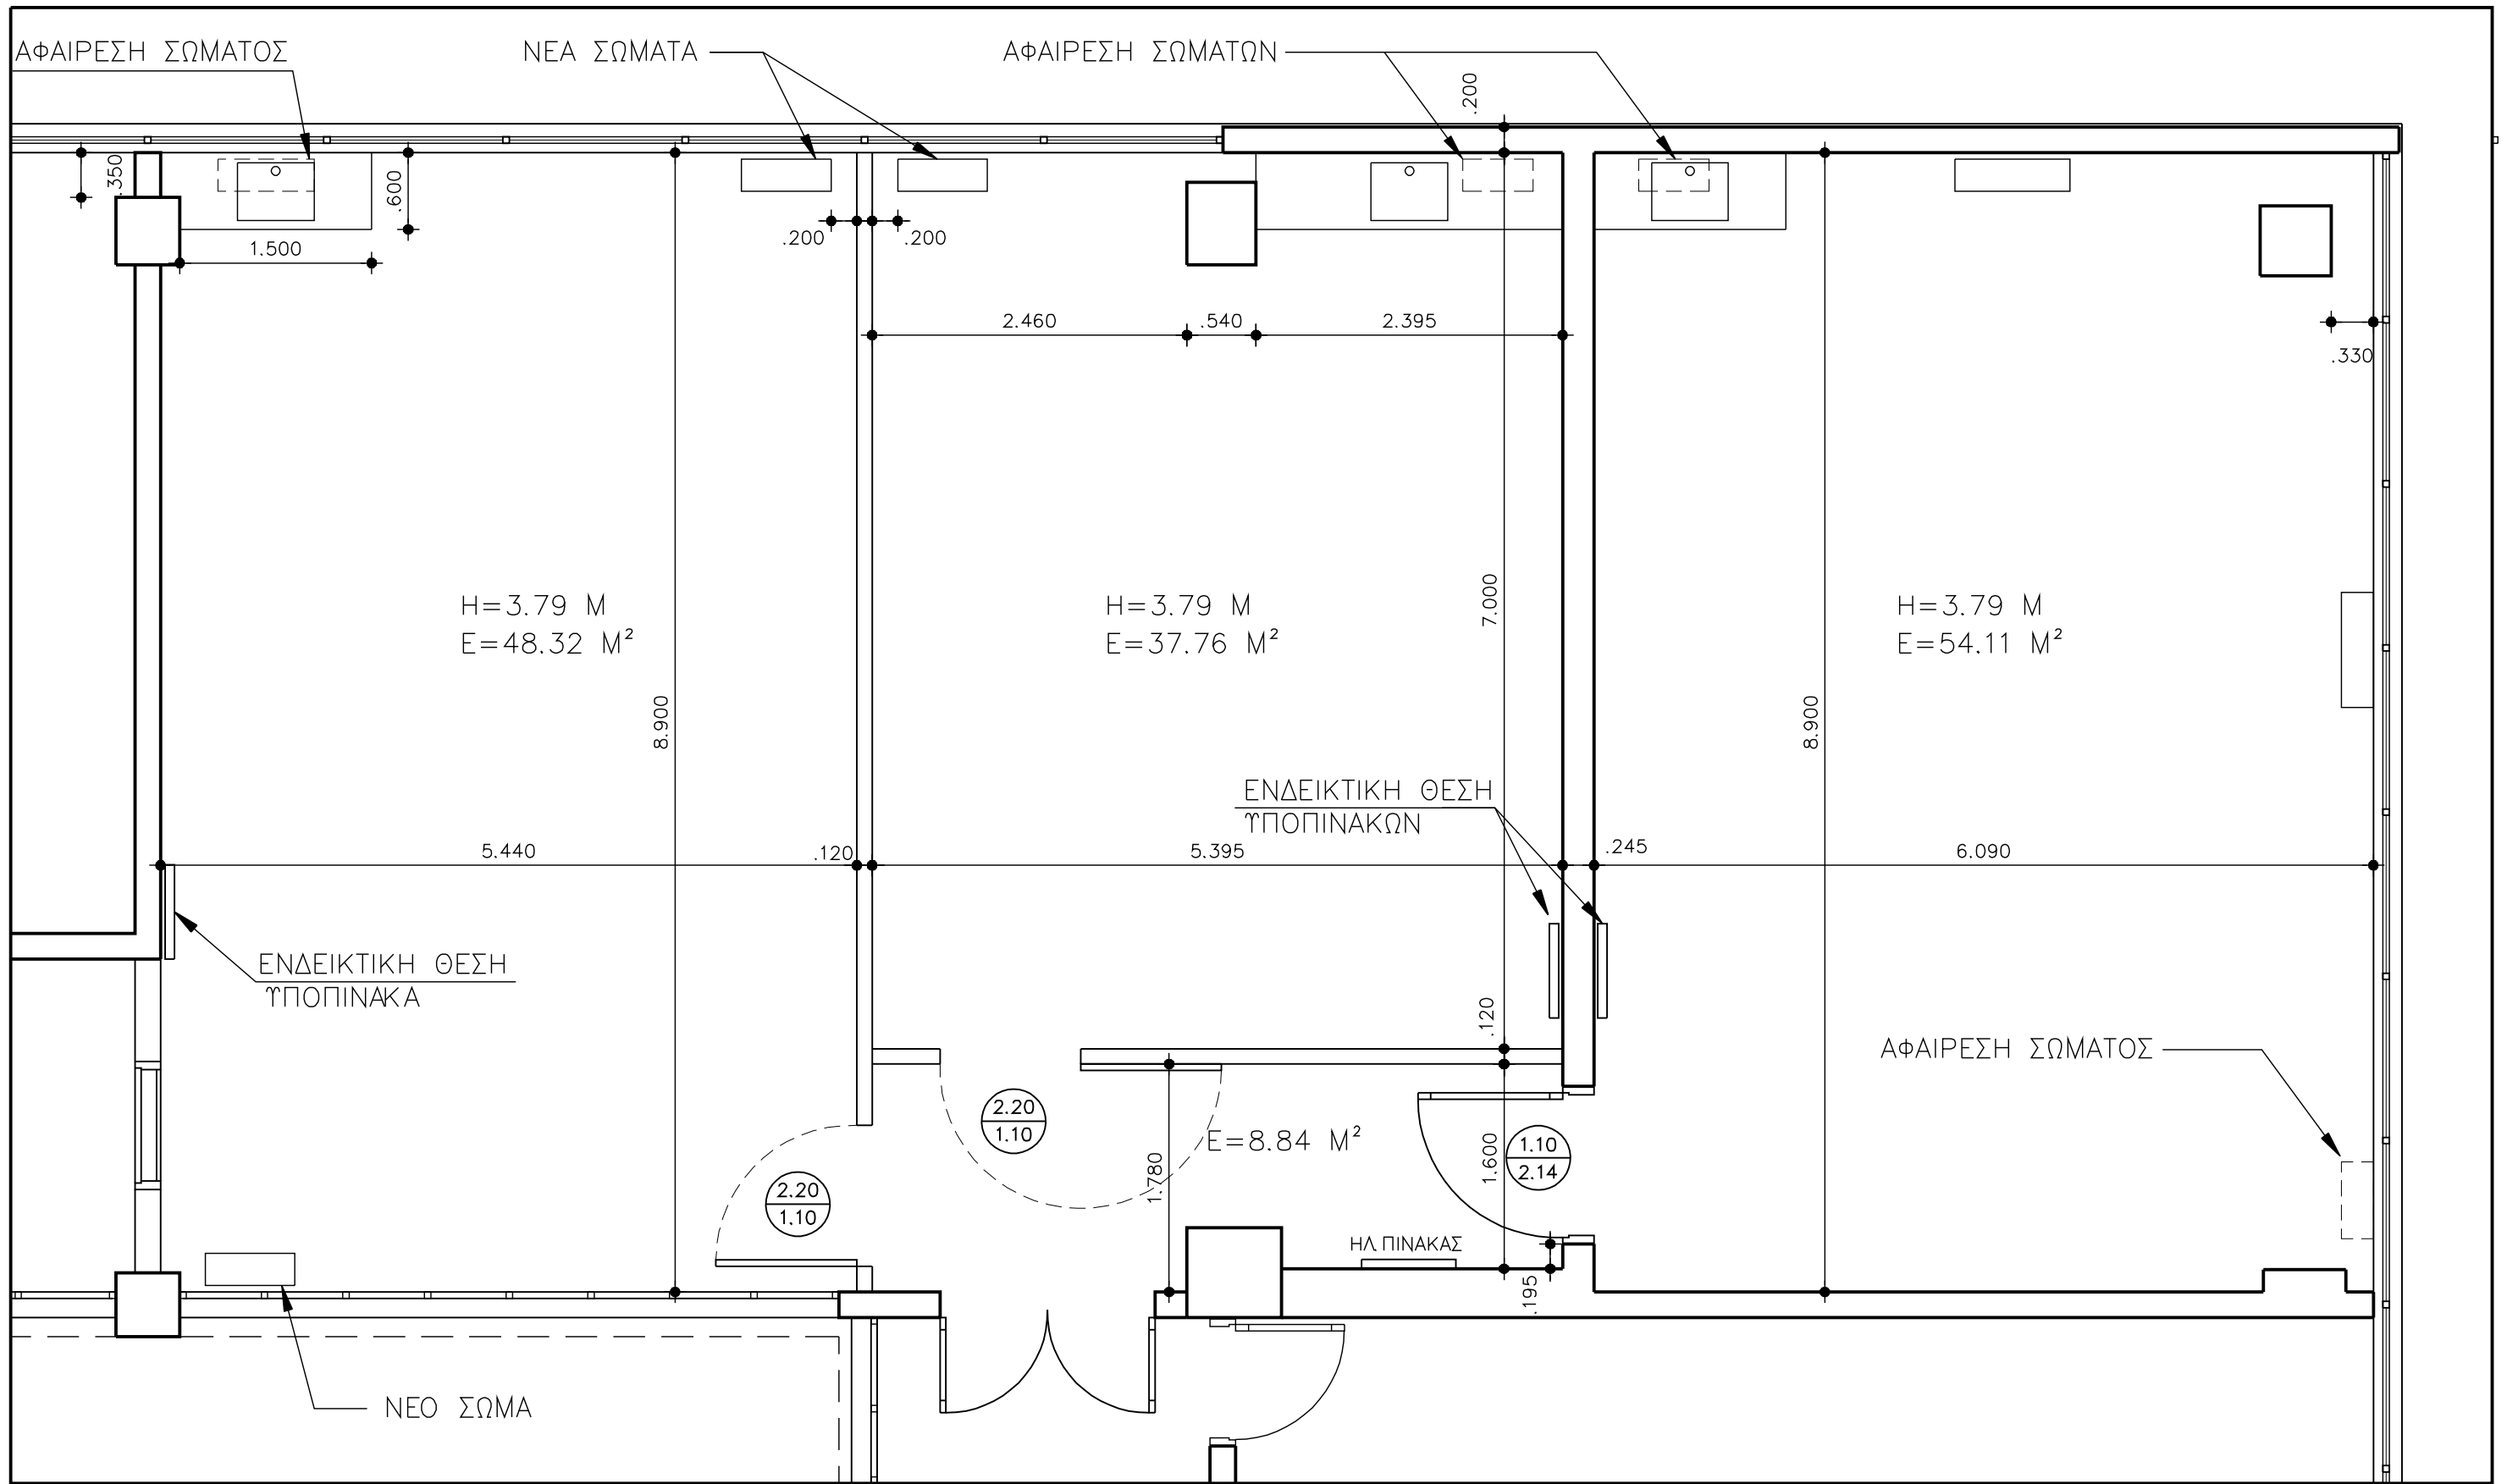 ΑΦΑΙΡΕΣΗ ΣΩΜΑΤΟΣ
ΝΕΑ ΣΩΜΑΤΑ
ΑΦΑΙΡΕΣΗ ΣΩΜΑΤΩΝ
.200
.350
.600
1.500
.200
.200
2.460
.540
2.395
.330
H=3.79 M
E=48.32 M²
H=3.79 M
E=37.76 M²
H=3.79 M
E=54.11 M²
7.000
8.900
8.900
ΕΝΔΕΙΚΤΙΚΗ ΘΕΣΗ
ΥΠΟΠΙΝΑΚΩΝ
5.440
.120
5.395
.245
6.090
ΕΝΔΕΙΚΤΙΚΗ ΘΕΣΗ
ΥΠΟΠΙΝΑΚΑ
.120
ΑΦΑΙΡΕΣΗ ΣΩΜΑΤΟΣ
2.20
1.10
E=8.84 M²
1.10
2.14
1.780
1.600
2.20
1.10
ΗΛ. ΠΙΝΑΚΑΣ
.195
ΝΕΟ ΣΩΜΑ